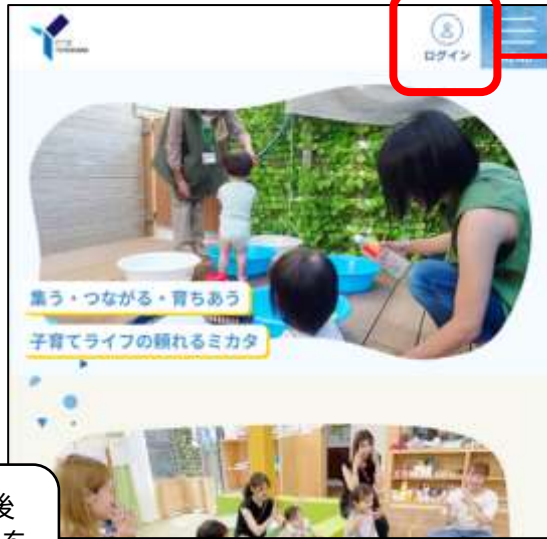 ログイン
集う・つながる・育ちあう
子育てライフの頼れるミカタ
後
を